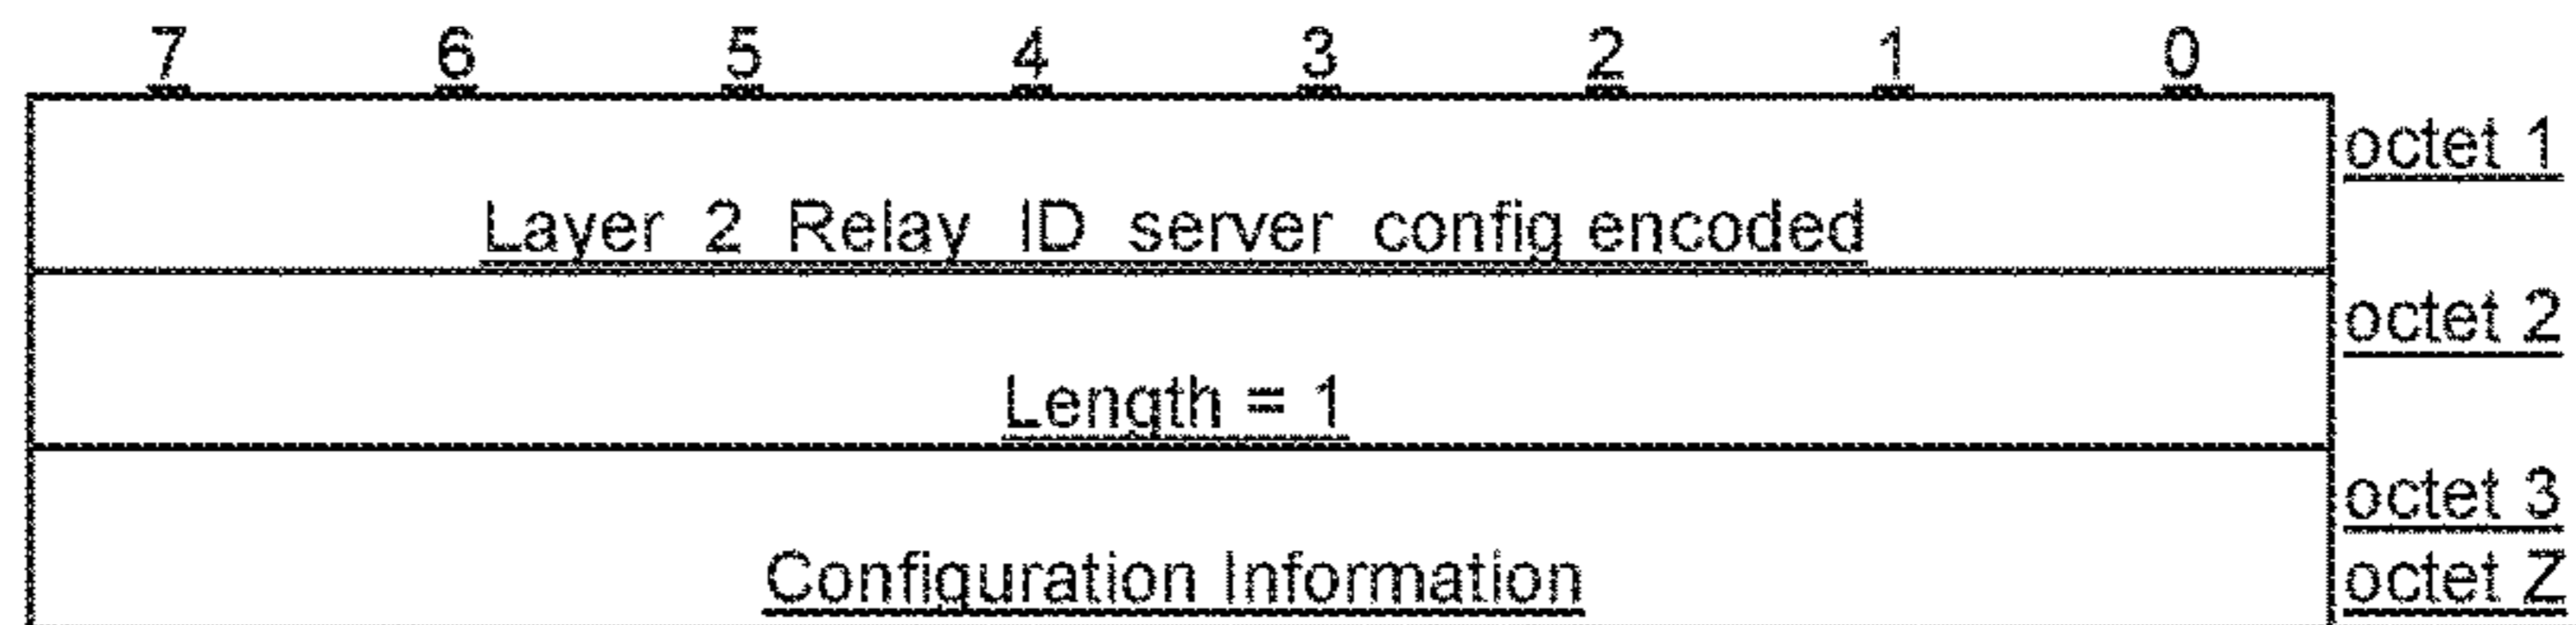 7 6 5 4 3 2 1 0
octet 1
Layer 2 Relay ID server config encoded
octet 2
Length = 1
octet 3
Configuration Information octet Z